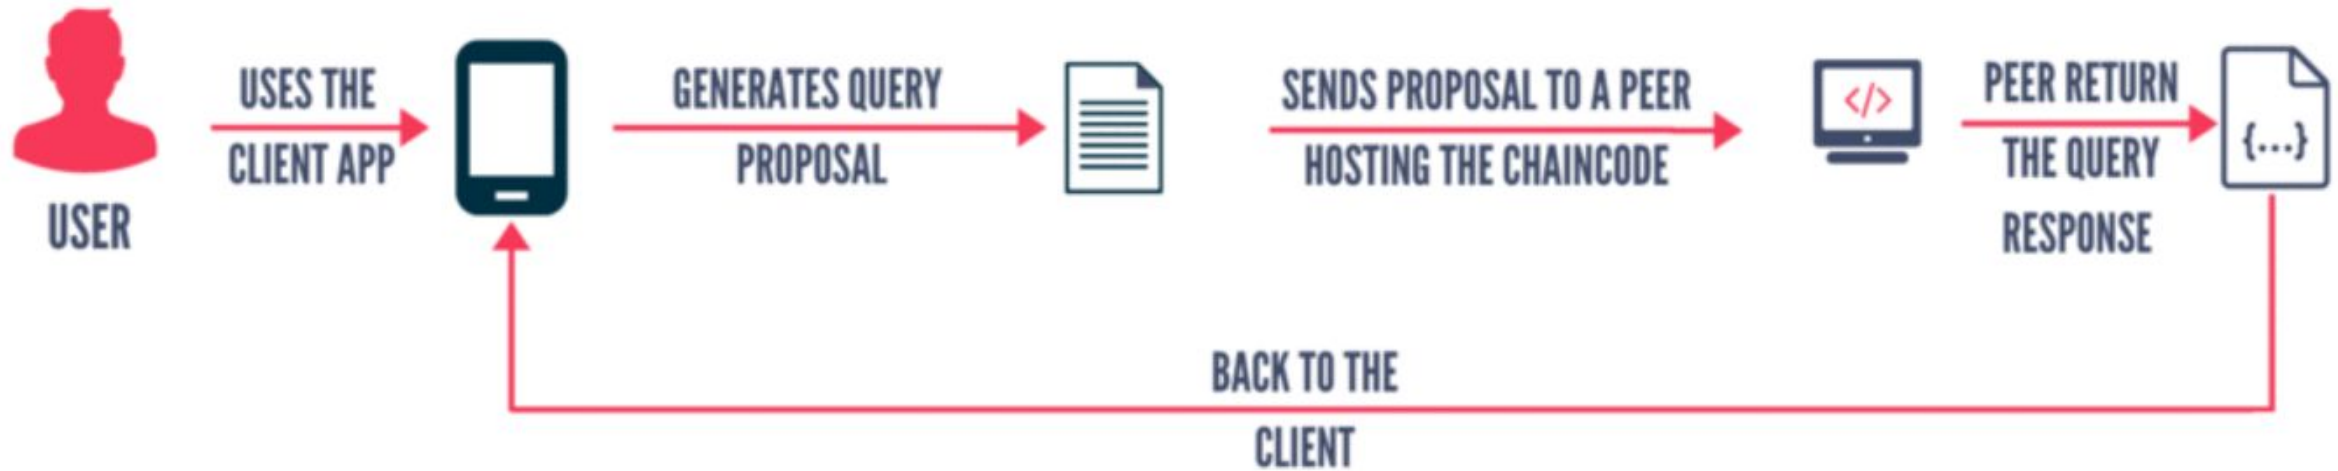 USER
USES THE
CLIENT APP
GENERATES QUERY
PROPOSAL
SENDS PROPOSAL TO A PEER
HOSTING THE CHAINCODE
</>
PEER RETURN
THE QUERY
RESPONSE
{...}
BACK TO THE
CLIENT